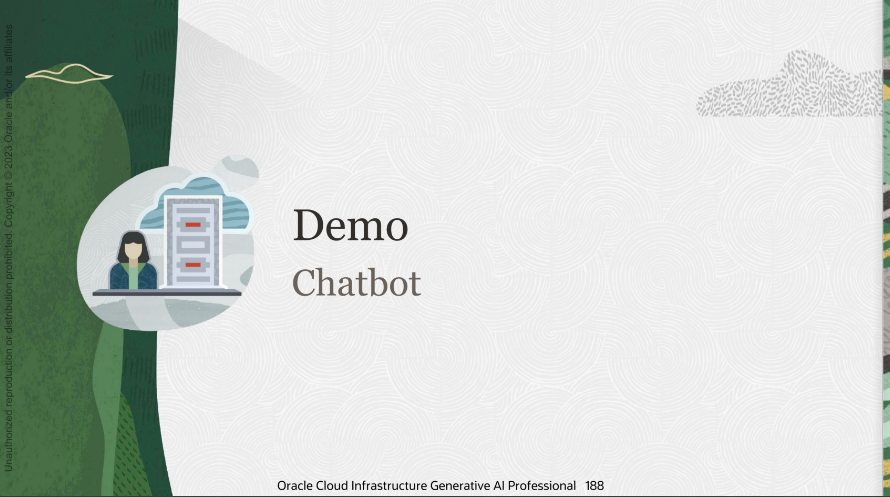 Demo
Chatbot
Oracle Cloud Infrastructure Generative AI Professional 188
Unauthorized reproduction or distribution prohibited. Copyright © 2023 Oracle and/or its affiliates